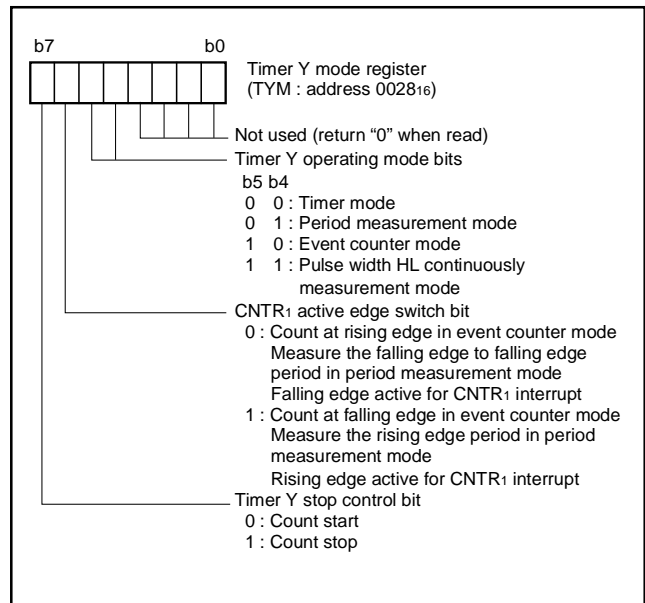 b7 b0
Timer Y mode register
(TYM : address 002816)
Not used (return “0” when read)
Timer Y operating mode bits
b5 b4
0 0 : Timer mode
0 1 : Period measurement mode
1 0 : Event counter mode
1 1 : Pulse width HL continuously
measurement mode
CNTR1 active edge switch bit
0 : Count at rising edge in event counter mode
Measure the falling edge to falling edge
period in period measurement mode
Falling edge active for CNTR1 interrupt
1 : Count at falling edge in event counter mode
Measure the rising edge period in period
measurement mode
Rising edge active for CNTR1 interrupt
Timer Y stop control bit
0 : Count start
1 : Count stop